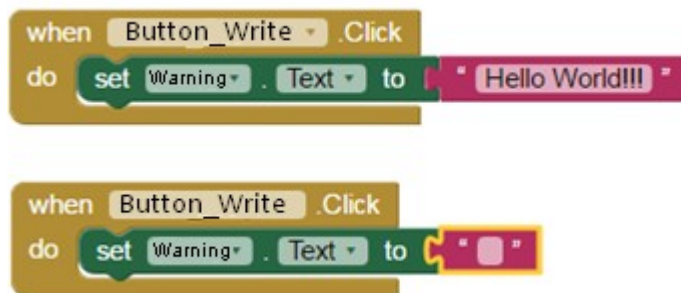 when Button_Write .Click
do set Warning . Text to " Hello World!!! "
when Button_Write .Click
do set Warning . Text to " "